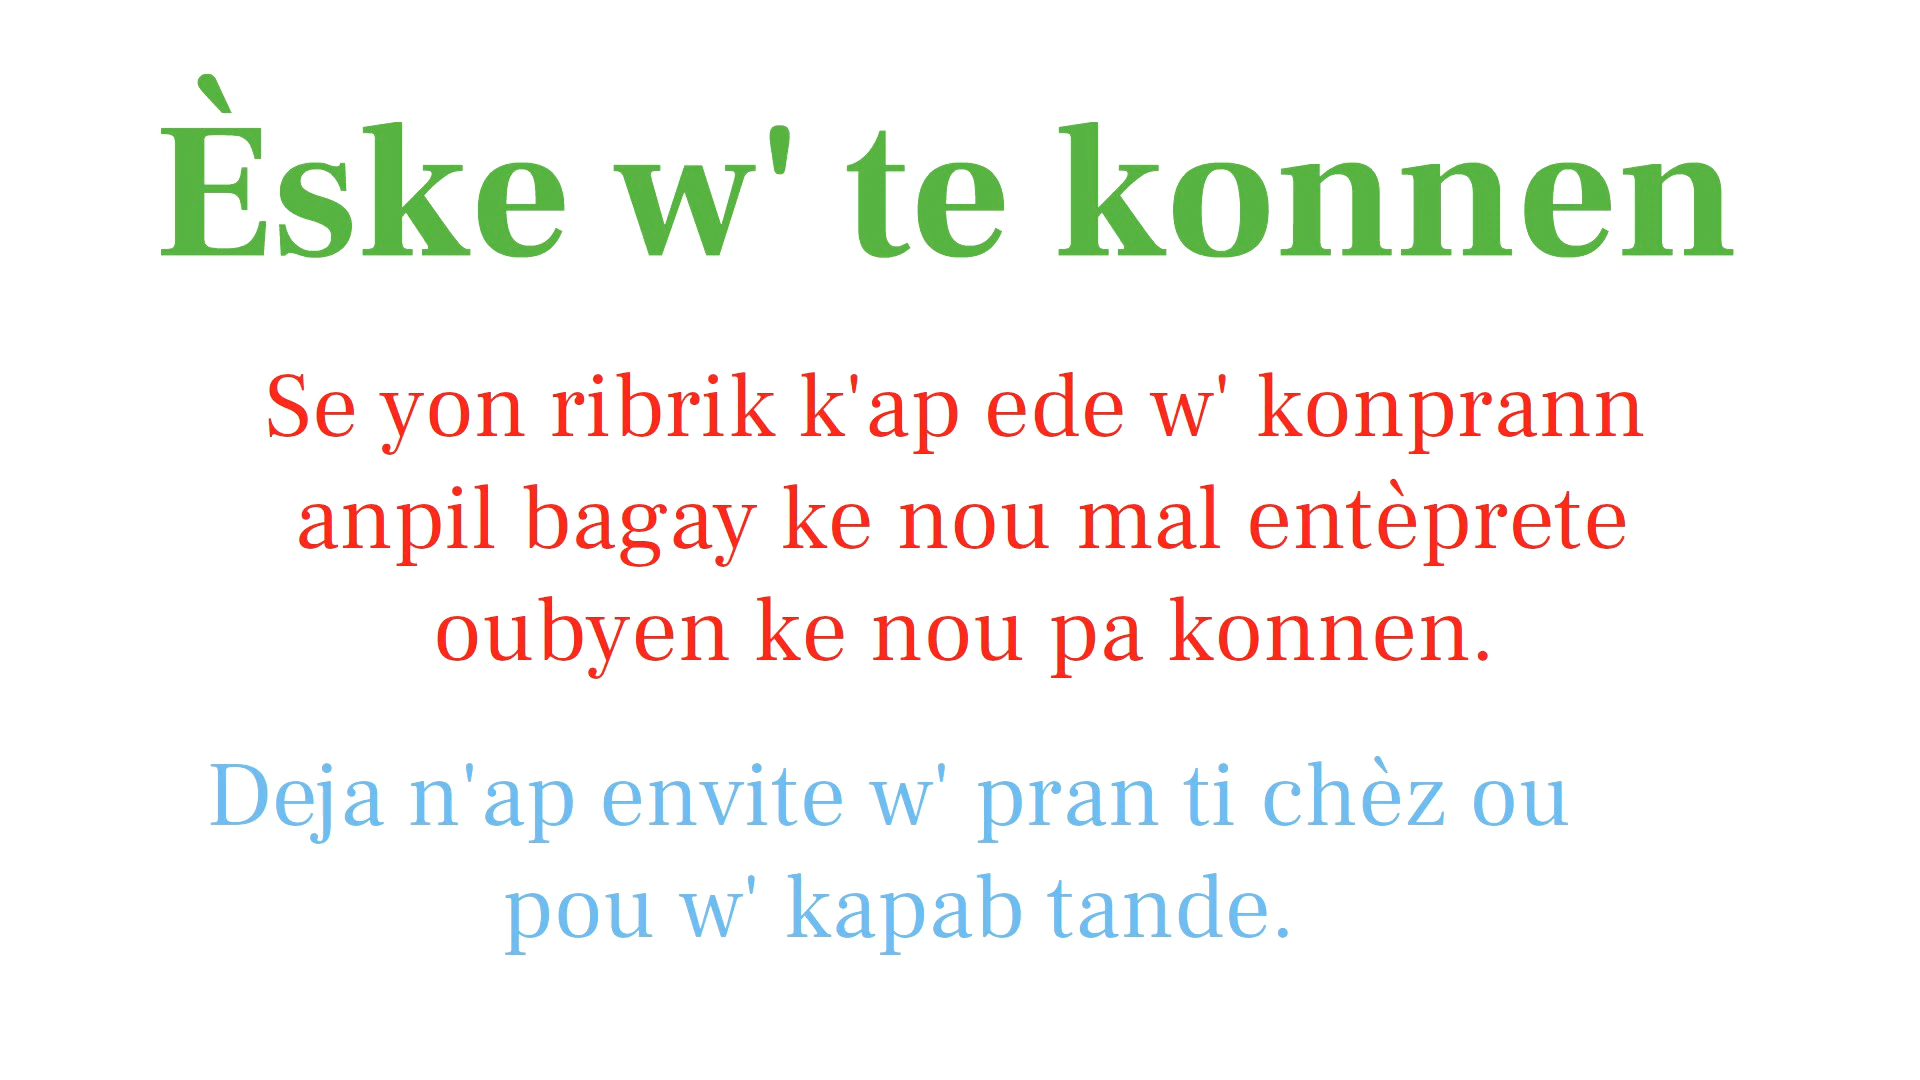 Èske w' te konnen
Se yon ribrik k'ap ede w' konprann
anpil bagay ke nou mal entèprete
oubyen ke nou pa konnen.
Deja n'ap envite w' pran ti chèz ou
pou w' kapab tande.